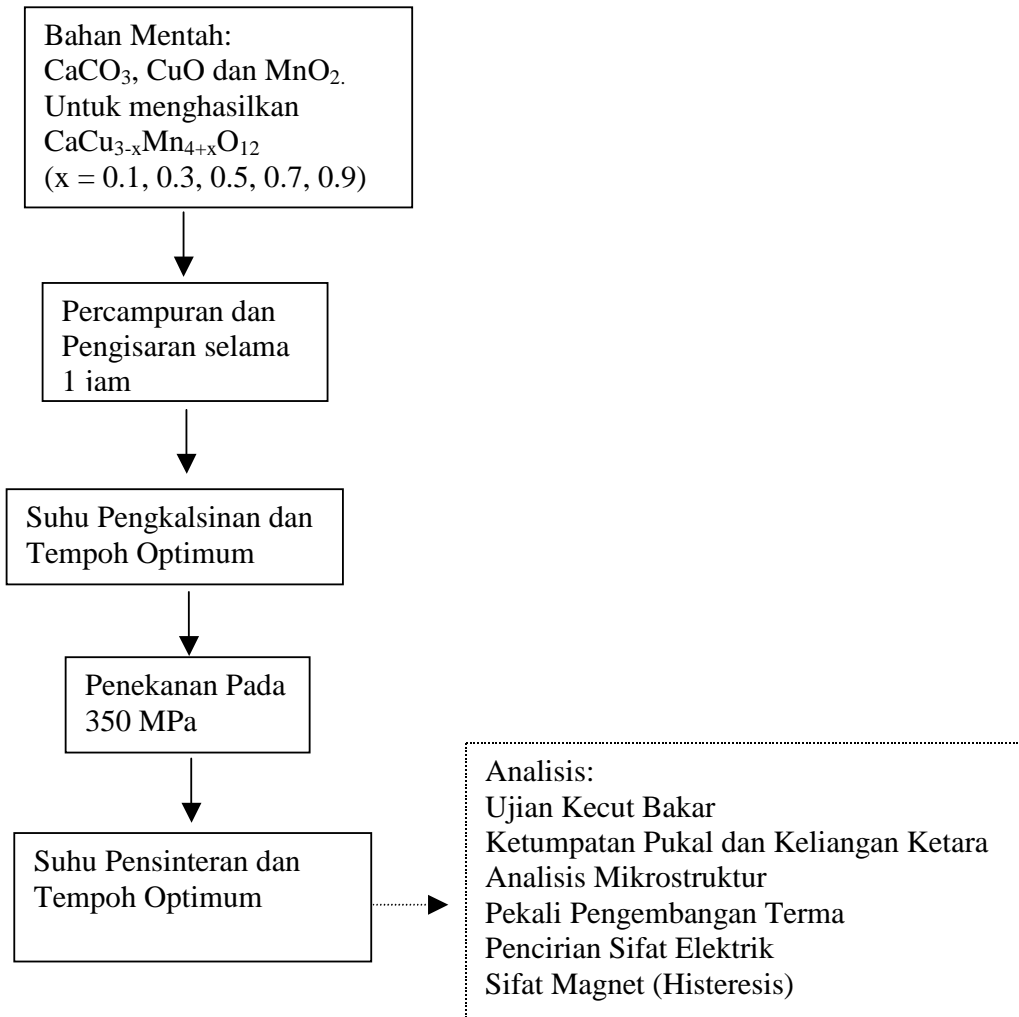 Bahan Mentah:
CaCO₃, CuO dan MnO₂.
Untuk menghasilkan
CaCu₃₋ₓMn₄₊ₓO₁₂
(x = 0.1, 0.3, 0.5, 0.7, 0.9)
Percampuran dan
Pengisaran selama
1 jam
Suhu Pengkalsinan dan
Tempoh Optimum
Penekanan Pada
350 MPa
Suhu Pensinteran dan
Tempoh Optimum
Analisis:
Ujian Kecut Bakar
Ketumpatan Pukal dan Keliangan Ketara
Analisis Mikrostruktur
Pekali Pengembangan Terma
Pencirian Sifat Elektrik
Sifat Magnet (Histeresis)